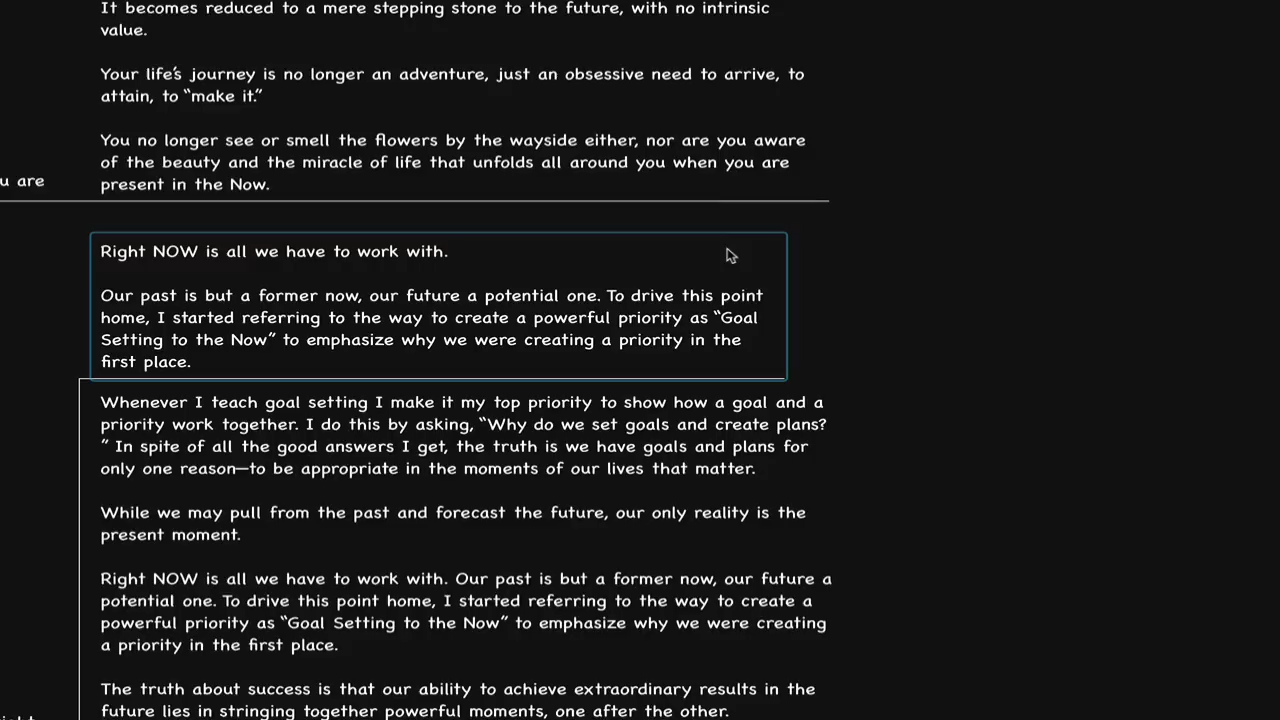 It becomes reduced to a mere stepping stone to the future, with no intrinsic
value.
Your life's journey is no longer an adventure, just an obsessive need to arrive, to
attain, to “make it.”
You no longer see or smell the flowers by the wayside either, nor are you aware
of the beauty and the miracle of life that unfolds all around you when you are
present in the Now.
u are
Right NOW is all we have to work with.
Our past is but a former now, our future a potential one. To drive this point
home, I started referring to the way to create a powerful priority as “Goal
Setting to the Now” to emphasize why we were creating a priority in the
first place.
Whenever I teach goal setting I make it my top priority to show how a goal and a
priority work together. I do this by asking, “Why do we set goals and create plans?
” In spite of all the good answers I get, the truth is we have goals and plans for
only one reason—to be appropriate in the moments of our lives that matter.
While we may pull from the past and forecast the future, our only reality is the
present moment.
Right NOW is all we have to work with. Our past is but a former now, our future a
potential one. To drive this point home, I started referring to the way to create a
powerful priority as “Goal Setting to the Now” to emphasize why we were creating
a priority in the first place.
The truth about success is that our ability to achieve extraordinary results in the
future lies in stringing together powerful moments, one after the other.